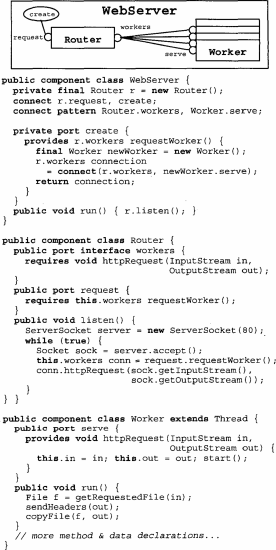 WebServer
create
workers
request
Router
serve
Worker
public component class WebServer {
private final Router r = new Router();
connect r.request, create;
connect pattern Router.workers, Worker.serve;
private port create {
provides r.workers requestWorker() {
final Worker newWorker = new Worker();
r.workers connection
= connect(r.workers, newWorker.serve);
return connection;
}
}
public void run() { r.listen(); }
}
public component class Router {
public port interface workers {
requires void httpRequest(InputStream in,
OutputStream out);
}
public port request {
requires this.workers requestWorker();
}
public void listen() {
ServerSocket server = new ServerSocket(80);
while (true) {
Socket sock = server.accept();
this.workers conn = request.requestWorker();
conn.httpRequest(sock.getInputStream(),
sock.getOutputStream());
}
} }
public component class Worker extends Thread {
public port serve {
provides void httpRequest(InputStream in,
OutputStream out) {
this.in = in; this.out = out; start();
}
}
public void run() {
File f = getRequestedFile(in);
sendHeaders(out);
copyFile(f, out);
}
// more method & data declarations...
}